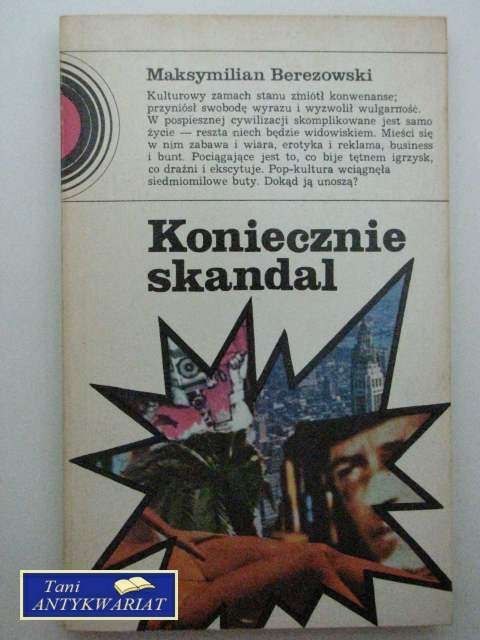 Maksymilian Berezowski
Kulturowy zamach stanu zmiótł konwenanse;
przyniósł swobodę wyrazu i wyzwolił wulgarność.
W pospiesznej cywilizacji skomplikowane jest samo
życie — reszta niech będzie widowiskiem. Mieści się
w nim zabawa i wiara, erotyka i reklama, business
i bunt. Pociągające jest to, co bije tętnem igrzysk,
co drażni i ekscytuje. Pop-kultura wciągnęła
siedmiomilowe buty. Dokąd ją unoszą?
Koniecznie
skandal
Tani
ANTYKWARIAT